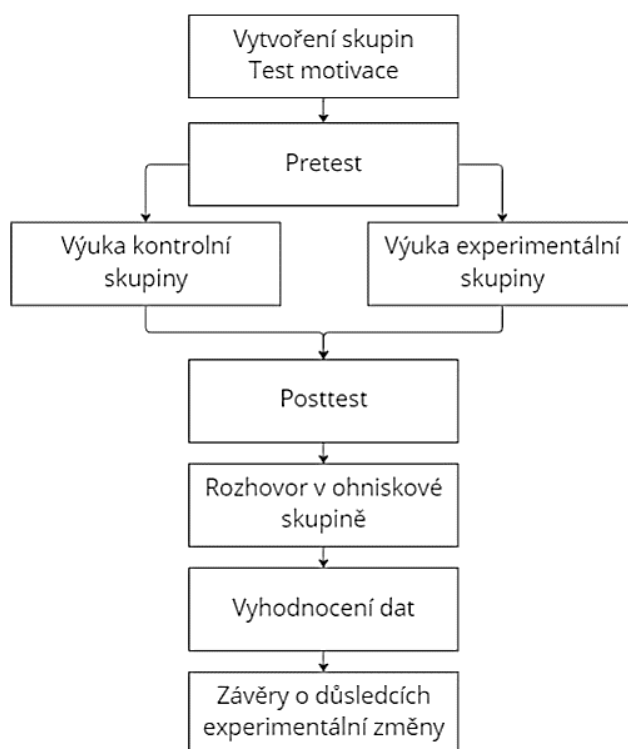 Vytvoření skupin
Test motivace
Pretest
Výuka kontrolní
skupiny
Výuka experimentální
skupiny
Posttest
Rozhovor v ohniskové
skupině
Vyhodnocení dat
Závěry o důsledcích
experimentální změny